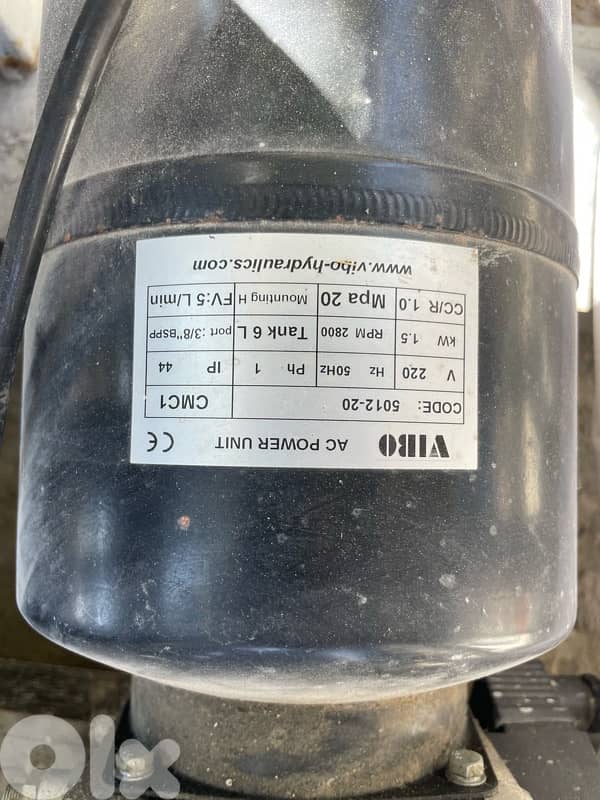 VIBO AC POWER UNIT CE
CODE: 5012-20 CMC1
V 220 Hz 50Hz Ph 1 IP 44
kW 1.5 RPM 2800 Tank 6 L port :3/8"BSPP
CC/R 1.0 Mpa 20 Mounting H FV:5 L/min
www.vibo-hydraulics.com
olx